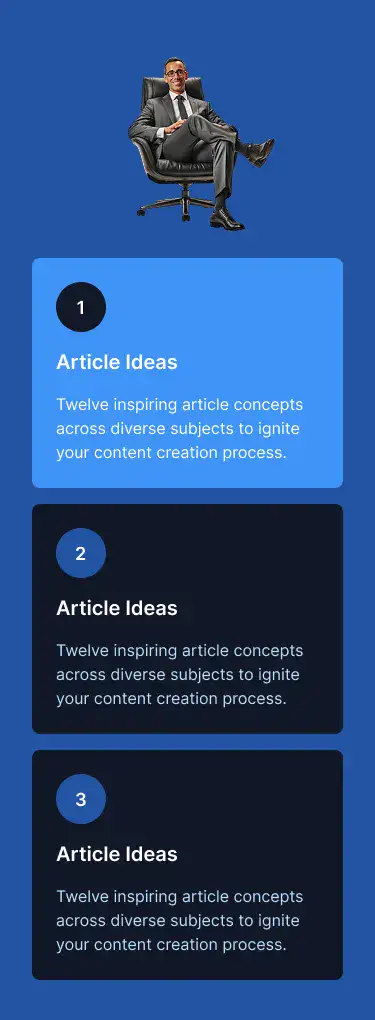 1
Article Ideas
Twelve inspiring article concepts
across diverse subjects to ignite
your content creation process.
2
Article Ideas
Twelve inspiring article concepts
across diverse subjects to ignite
your content creation process.
3
Article Ideas
Twelve inspiring article concepts
across diverse subjects to ignite
your content creation process.